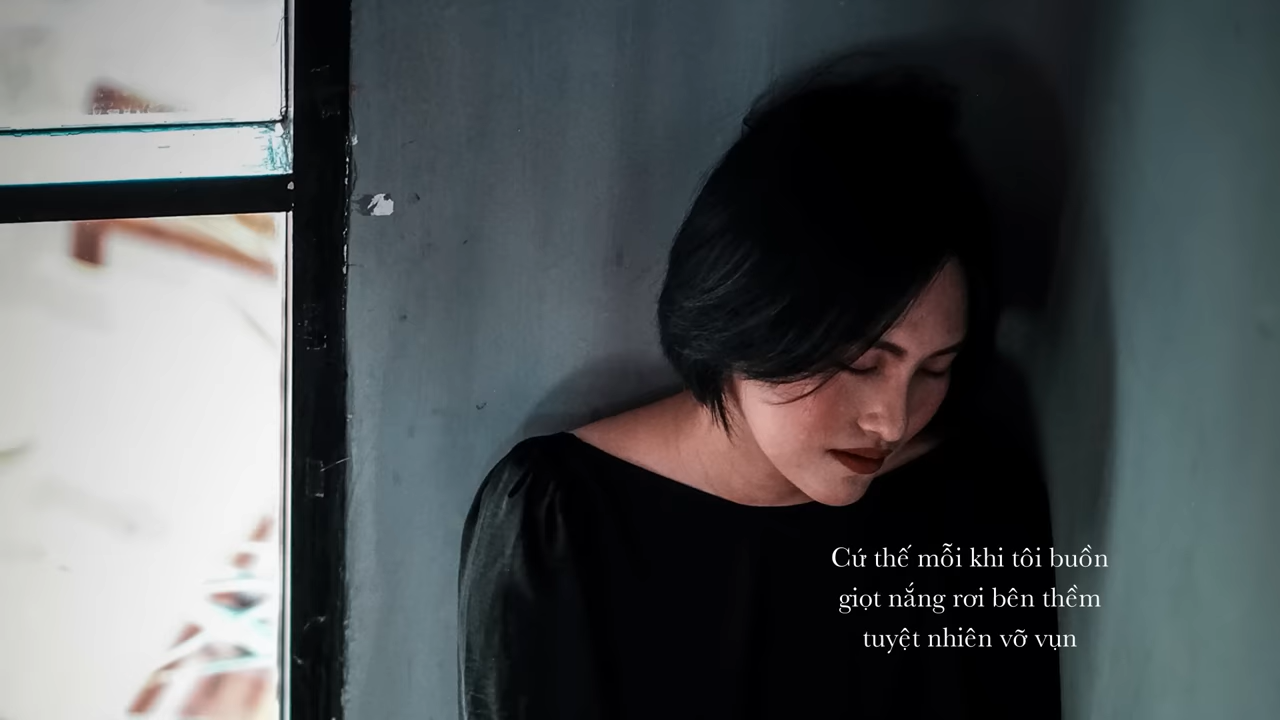 Cứ thế mỗi khi tôi buồn
giọt nắng rơi bên thềm
tuyệt nhiên vỡ vụn